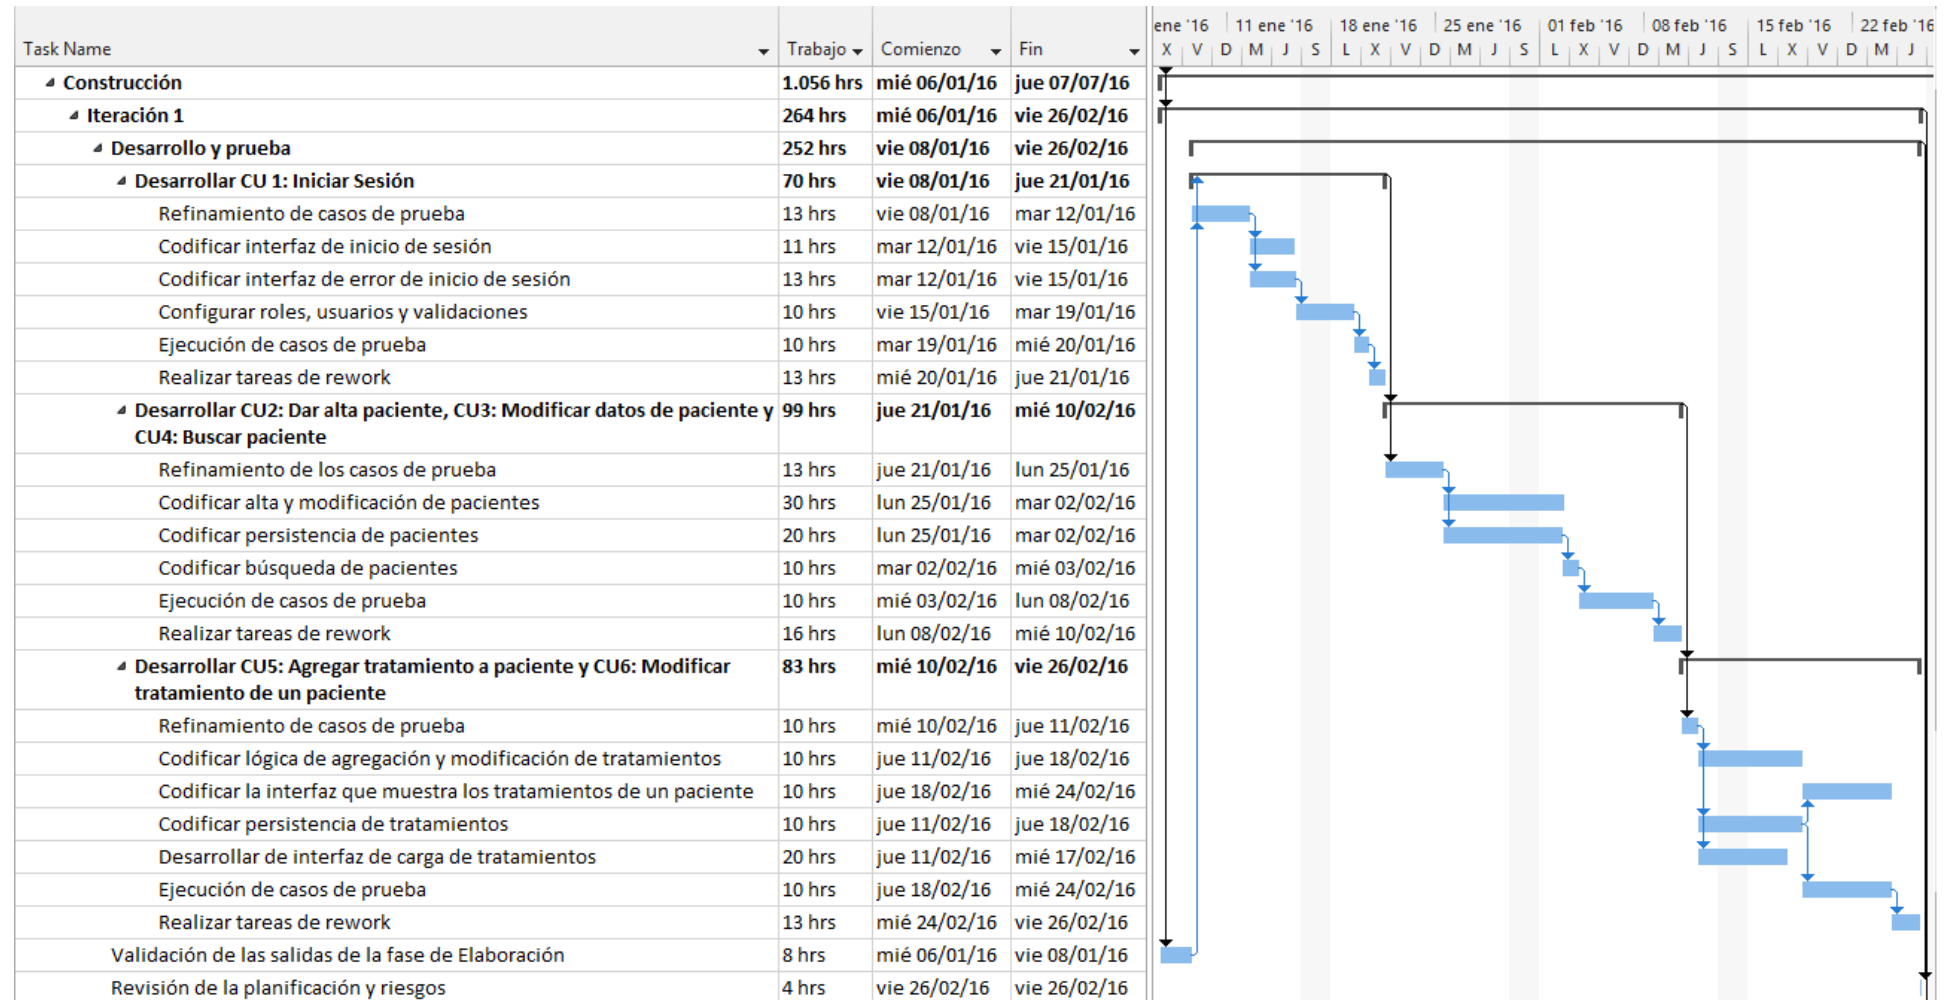 ene '16 11 ene '16 18 ene '16 25 ene '16 01 feb '16 08 feb '16 15 feb '16 22 feb '16
Task Name Trabajo Comienzo Fin X V D M J S L X V D M J S L X V D M J S L X V D M J
Construcción 1.056 hrs mié 06/01/16 jue 07/07/16
Iteración 1 264 hrs mié 06/01/16 vie 26/02/16
Desarrollo y prueba 252 hrs vie 08/01/16 vie 26/02/16
Desarrollar CU 1: Iniciar Sesión 70 hrs vie 08/01/16 jue 21/01/16
Refinamiento de casos de prueba 13 hrs vie 08/01/16 mar 12/01/16
Codificar interfaz de inicio de sesión 11 hrs mar 12/01/16 vie 15/01/16
Codificar interfaz de error de inicio de sesión 13 hrs mar 12/01/16 vie 15/01/16
Configurar roles, usuarios y validaciones 10 hrs vie 15/01/16 mar 19/01/16
Ejecución de casos de prueba 10 hrs mar 19/01/16 mié 20/01/16
Realizar tareas de rework 13 hrs mié 20/01/16 jue 21/01/16
Desarrollar CU2: Dar alta paciente, CU3: Modificar datos de paciente y 99 hrs jue 21/01/16 mié 10/02/16
CU4: Buscar paciente
Refinamiento de los casos de prueba 13 hrs jue 21/01/16 lun 25/01/16
Codificar alta y modificación de pacientes 30 hrs lun 25/01/16 mar 02/02/16
Codificar persistencia de pacientes 20 hrs lun 25/01/16 mar 02/02/16
Codificar búsqueda de pacientes 10 hrs mar 02/02/16 mié 03/02/16
Ejecución de casos de prueba 10 hrs mié 03/02/16 lun 08/02/16
Realizar tareas de rework 16 hrs lun 08/02/16 mié 10/02/16
Desarrollar CU5: Agregar tratamiento a paciente y CU6: Modificar 83 hrs mié 10/02/16 vie 26/02/16
tratamiento de un paciente
Refinamiento de casos de prueba 10 hrs mié 10/02/16 jue 11/02/16
Codificar lógica de agregación y modificación de tratamientos 10 hrs jue 11/02/16 jue 18/02/16
Codificar la interfaz que muestra los tratamientos de un paciente 10 hrs jue 18/02/16 mié 24/02/16
Codificar persistencia de tratamientos 10 hrs jue 11/02/16 jue 18/02/16
Desarrollar de interfaz de carga de tratamientos 20 hrs jue 11/02/16 mié 17/02/16
Ejecución de casos de prueba 10 hrs jue 18/02/16 mié 24/02/16
Realizar tareas de rework 13 hrs mié 24/02/16 vie 26/02/16
Validación de las salidas de la fase de Elaboración 8 hrs mié 06/01/16 vie 08/01/16
Revisión de la planificación y riesgos 4 hrs vie 26/02/16 vie 26/02/16